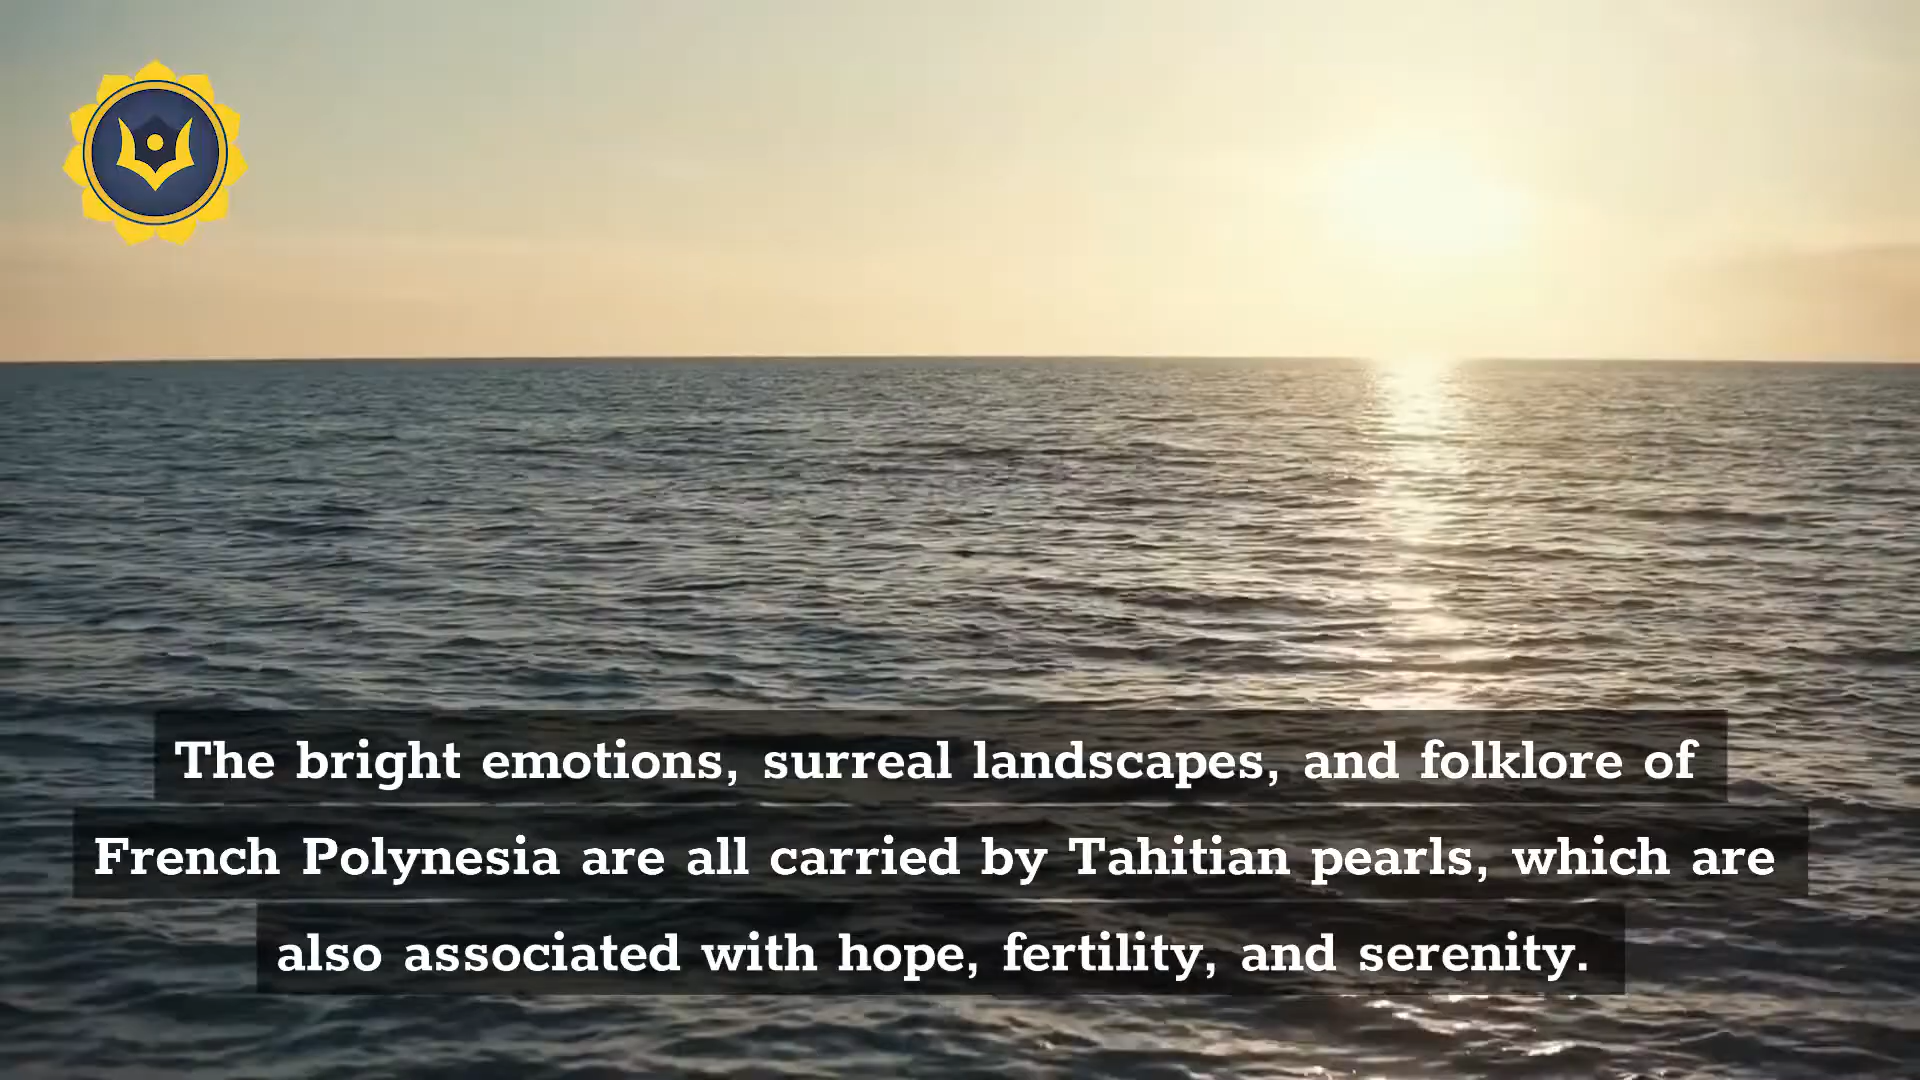 The bright emotions, surreal landscapes, and folklore of
French Polynesia are all carried by Tahitian pearls, which are
also associated with hope, fertility, and serenity.